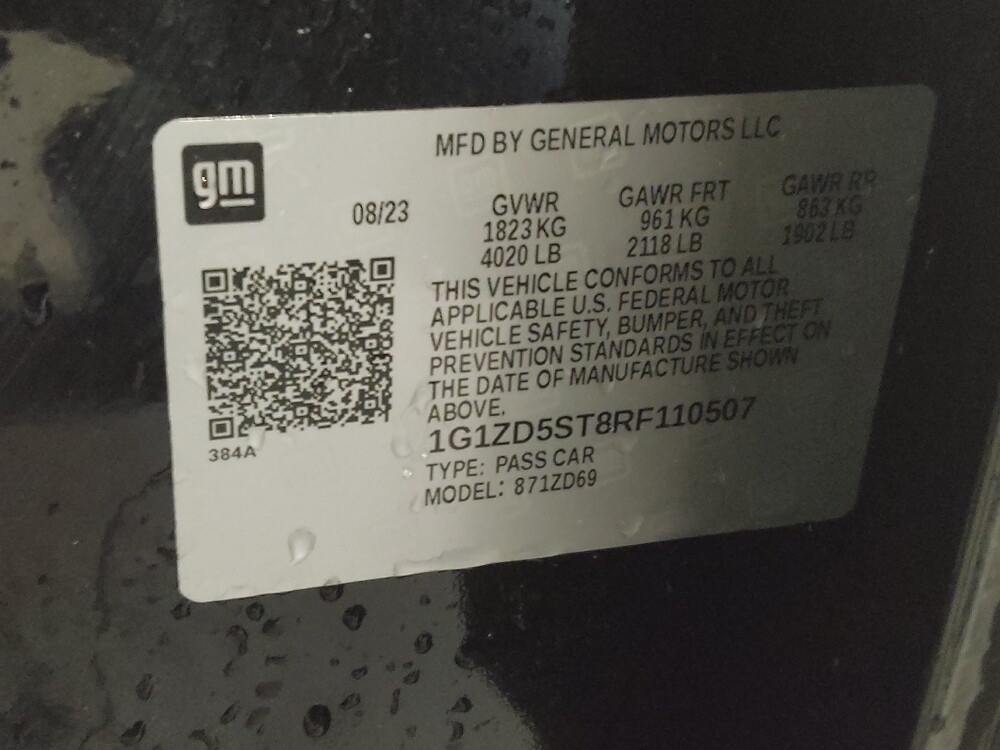 gm
MFD BY GENERAL MOTORS LLC
08/23
GVWR
1823 KG
4020 LB
GAWR FRT
961 KG
2118 LB
GAWR RR
863 KG
1902 LB
THIS VEHICLE CONFORMS TO ALL
APPLICABLE U.S. FEDERAL MOTOR
VEHICLE SAFETY, BUMPER, AND THEFT
PREVENTION STANDARDS IN EFFECT ON
THE DATE OF MANUFACTURE SHOWN
ABOVE.
1G1ZD5ST8RF110507
TYPE: PASS CAR
MODEL: 871ZD69
384A